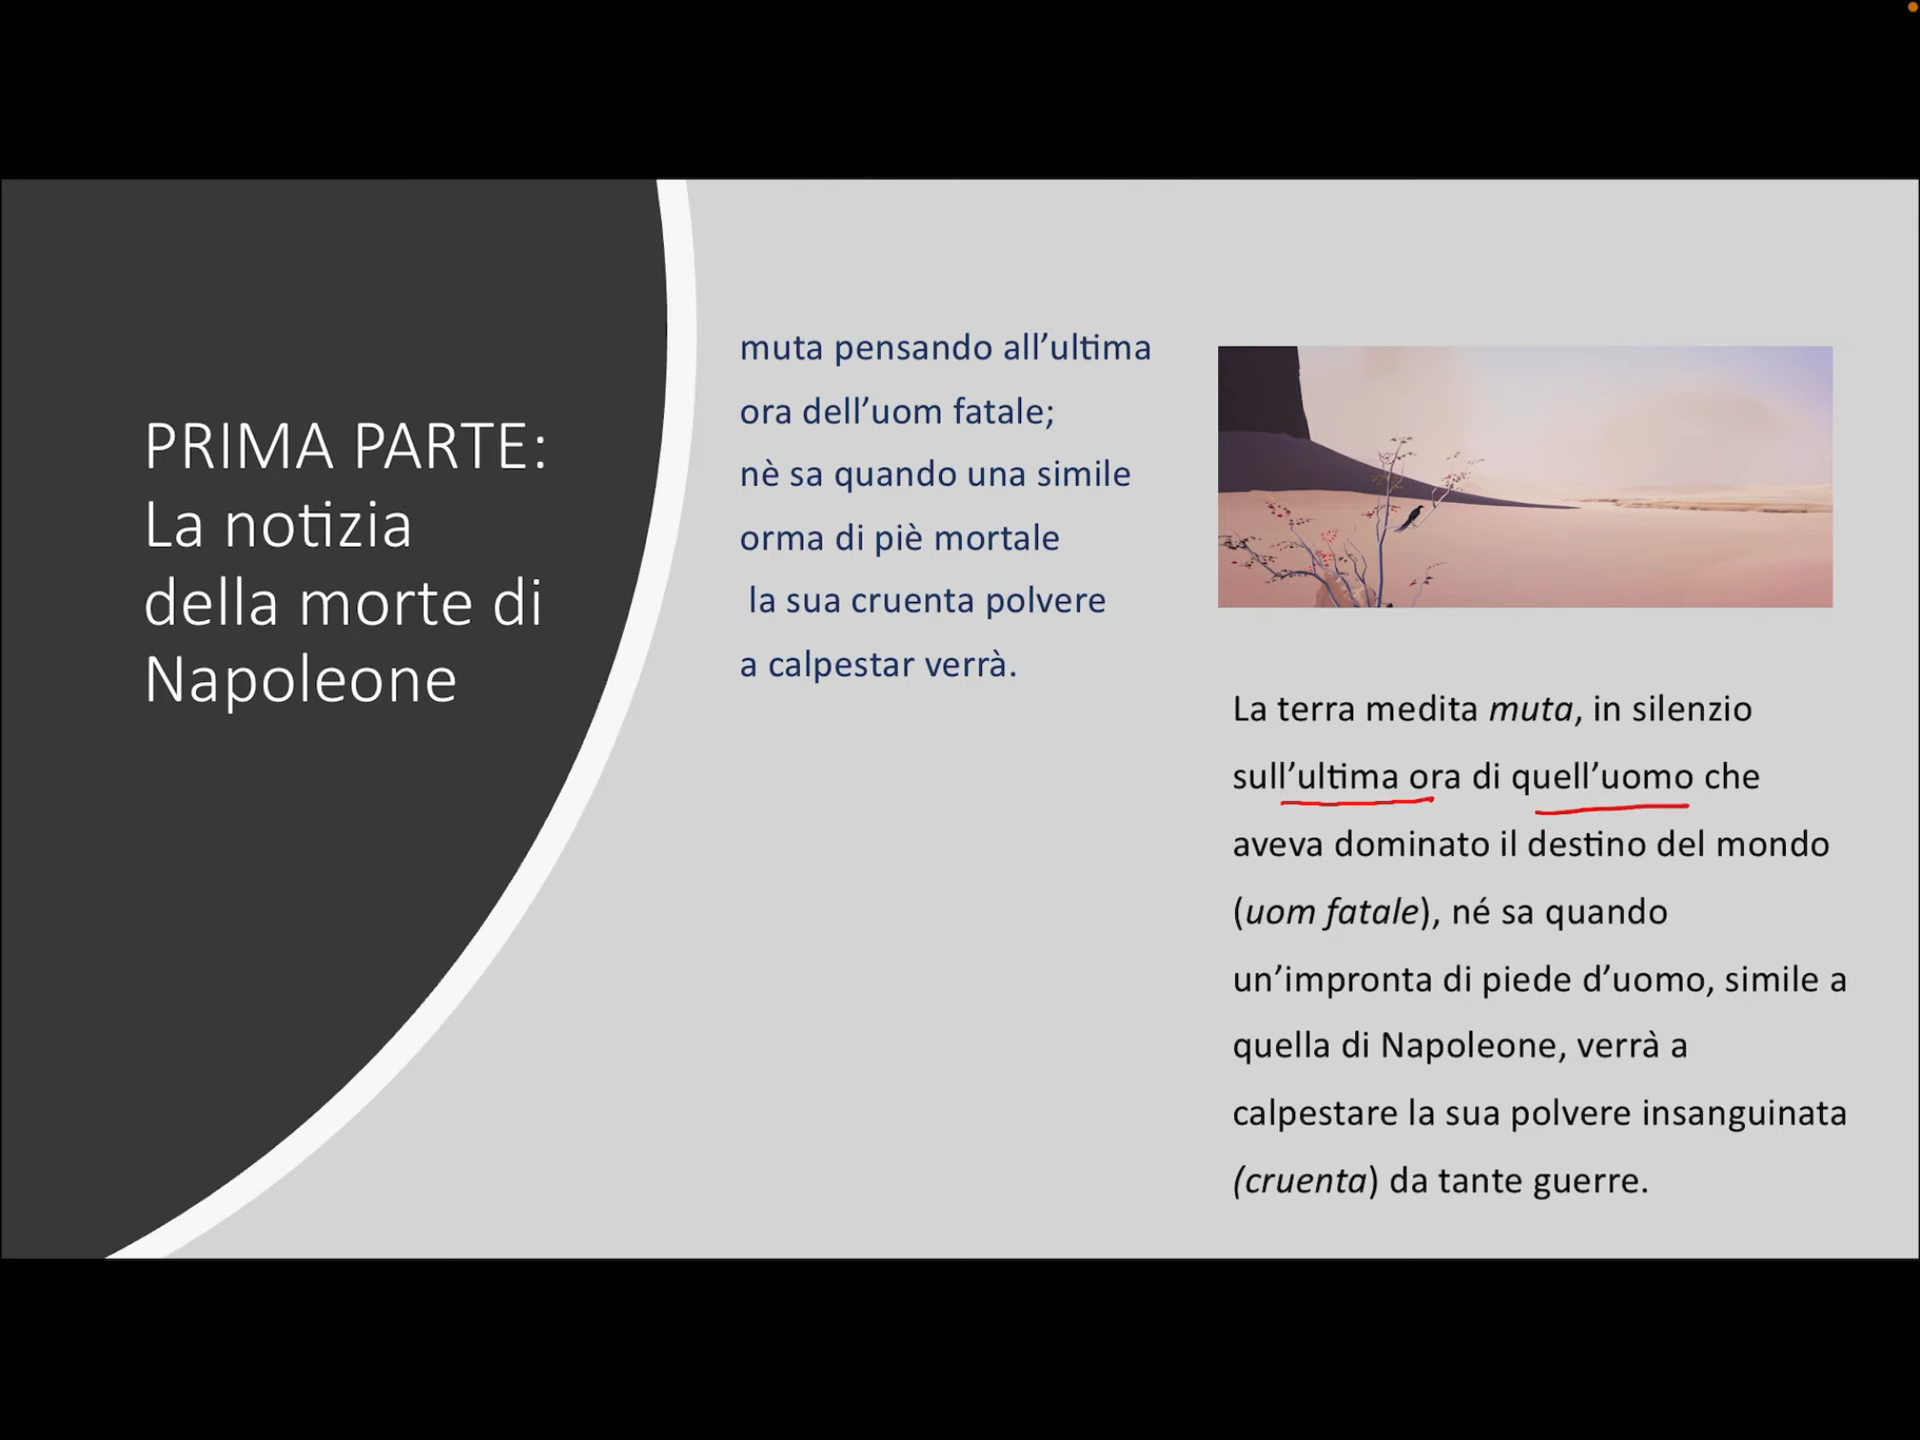 PRIMA PARTE:
La notizia
della morte di
Napoleone
muta pensando all’ultima
ora dell’uom fatale;
nè sa quando una simile
orma di piè mortale
la sua cruenta polvere
a calpestar verrà.
La terra medita muta, in silenzio
sull’ultima ora di quell’uomo che
aveva dominato il destino del mondo
(uom fatale), né sa quando
un’impronta di piede d’uomo, simile a
quella di Napoleone, verrà a
calpestare la sua polvere insanguinata
(cruenta) da tante guerre.